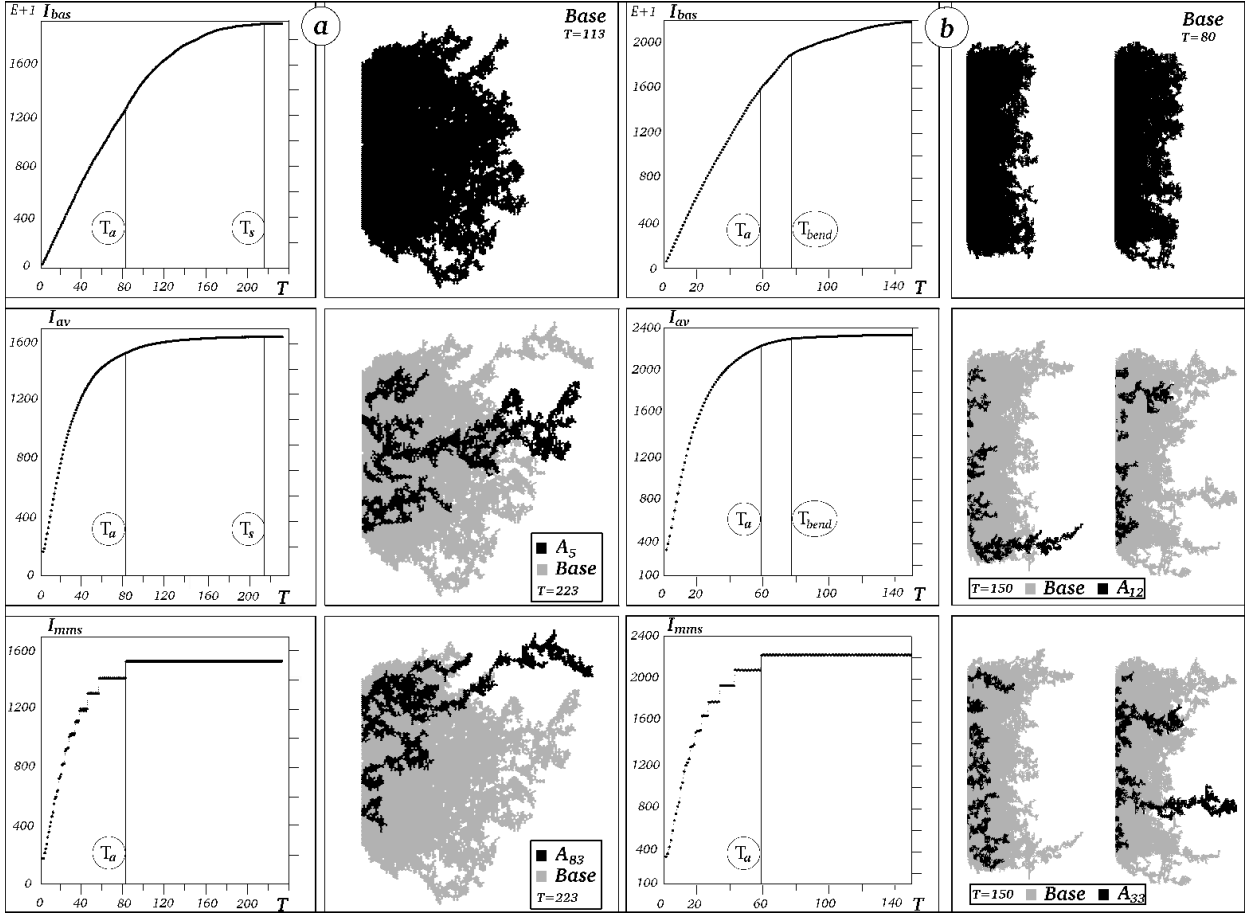 E+1 I_bas
1600
1200
800
400
0
0 40 80 120 160 200 T
T_a
T_s
a
Base
T=113
E+1 I_bas
2000
1600
1200
800
400
0
0 20 60 100 140 T
T_a
T_bend
b
Base
T=80
I_av
1600
1200
800
400
0
0 40 80 120 160 200 T
T_a
T_s
A_5
Base
T=223
I_av
2400
2000
1600
1200
800
400
100
0 20 60 100 140 T
T_a
T_bend
T=150 Base A_12
I_mms
1600
1200
800
400
0
0 40 80 120 160 200 T
T_a
A_83
Base
T=223
I_mms
2400
2000
1600
1200
800
400
100
0 20 60 100 140 T
T_a
T=150 Base A_33